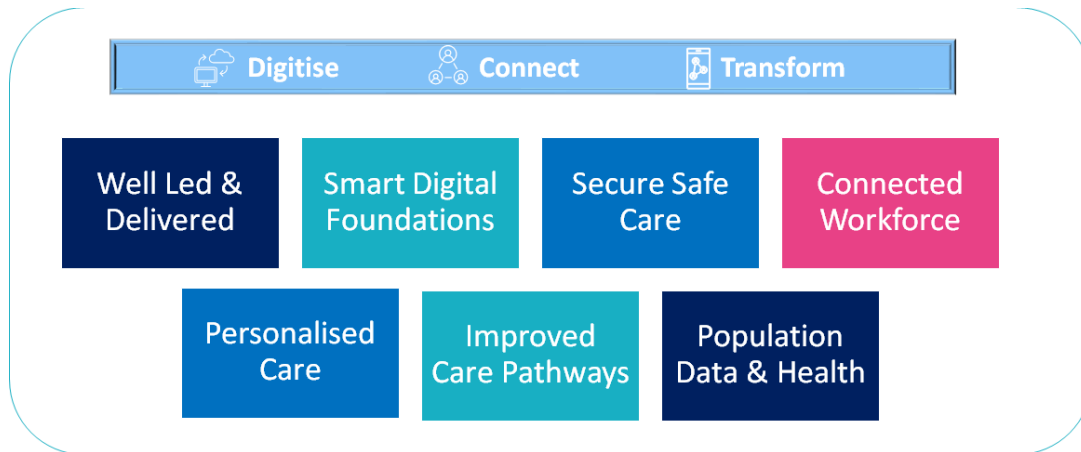 Digitise Connect Transform
Well Led &
Delivered
Smart Digital
Foundations
Secure Safe
Care
Connected
Workforce
Personalised
Care
Improved
Care Pathways
Population
Data & Health